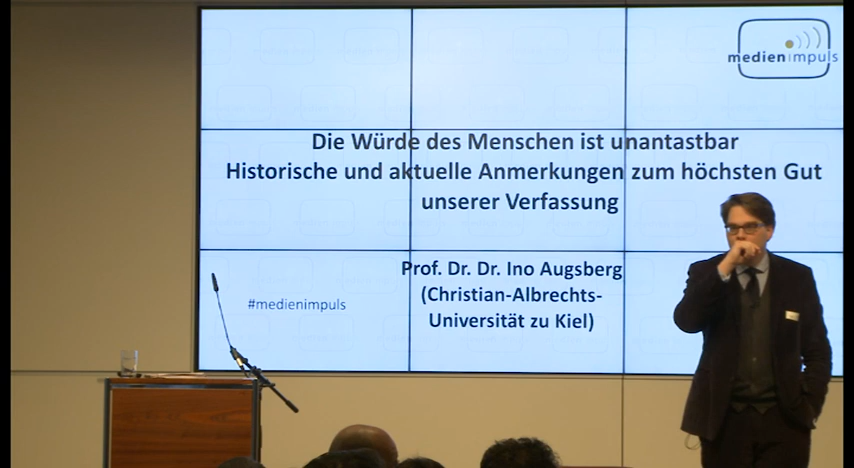 medienimpuls
Die Würde des Menschen ist unantastbar
Historische und aktuelle Anmerkungen zum höchsten Gut
unserer Verfassung
Prof. Dr. Dr. Ino Augsberg
(Christian-Albrechts-
Universität zu Kiel)
#medienimpuls